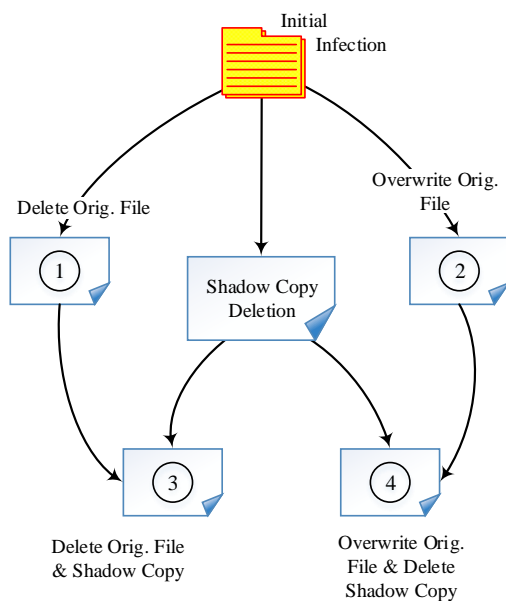 Initial
Infection
Delete Orig. File
Overwrite Orig.
File
1
2
Shadow Copy
Deletion
3
4
Delete Orig. File
& Shadow Copy
Overwrite Orig.
File & Delete
Shadow Copy